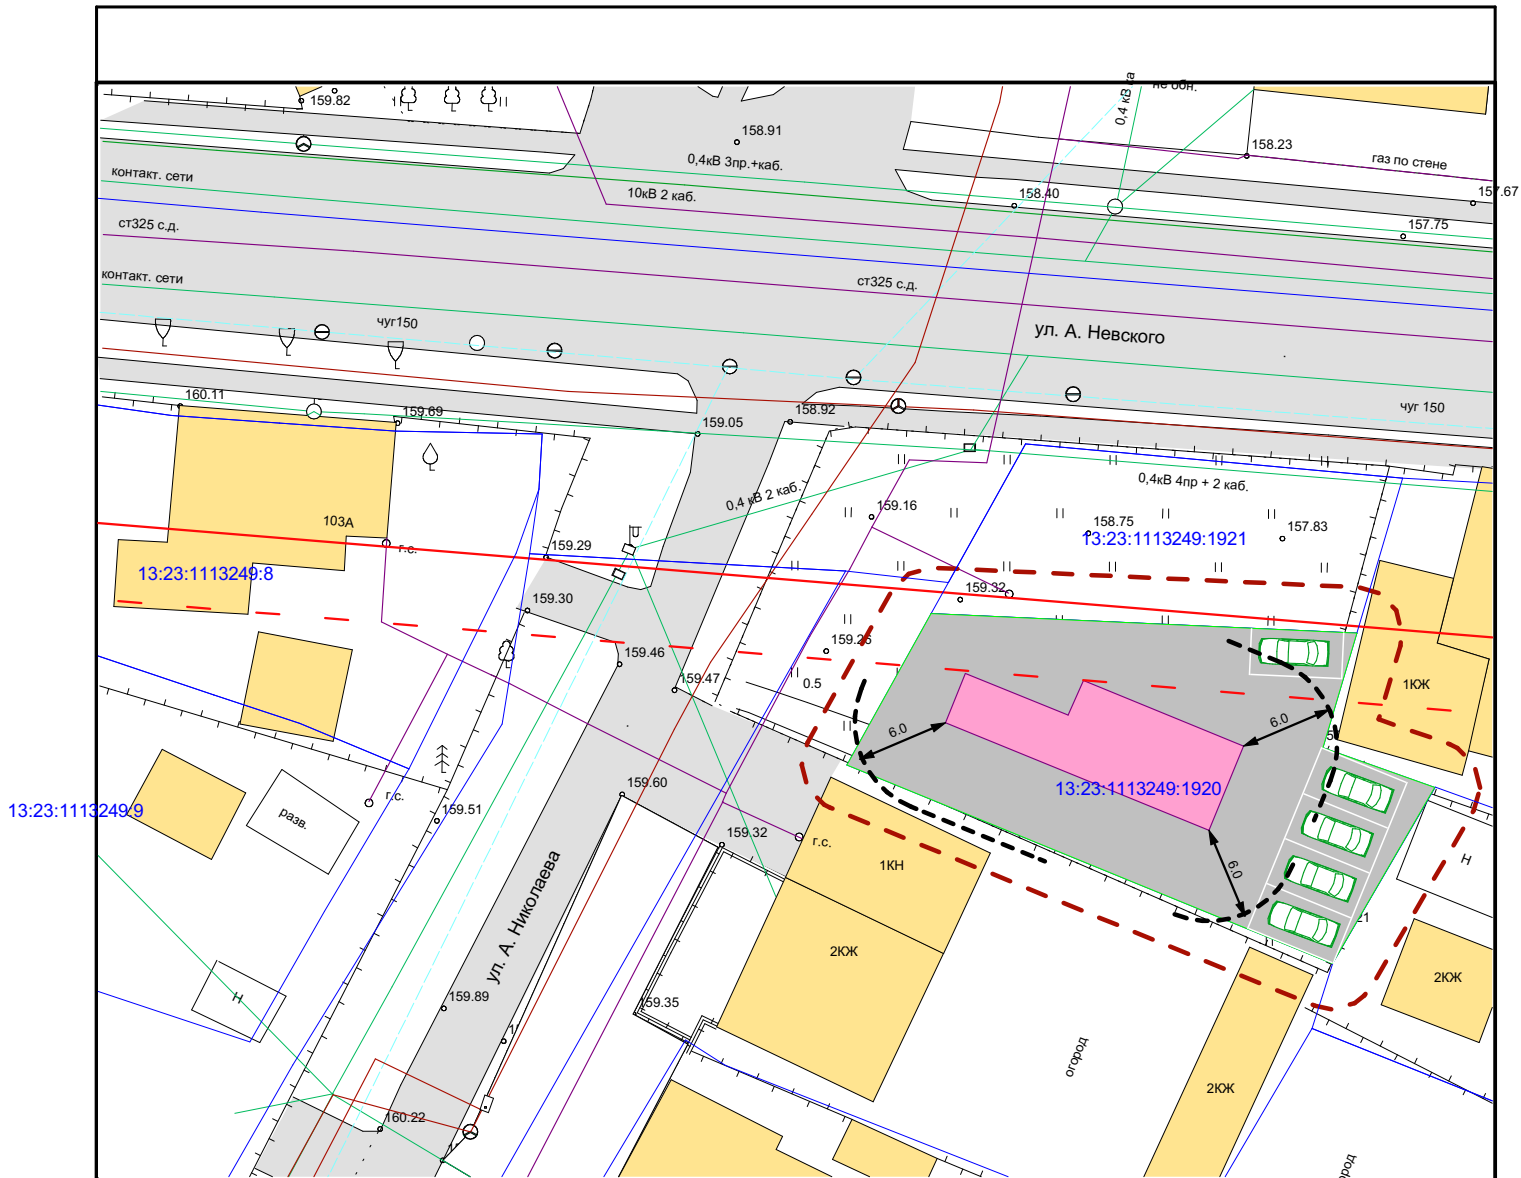 159.82
158.91
0,4 кВ ка
не обн.
158.23
газ по стене
0,4кВ 3пр.+каб.
контакт. сети
10кВ 2 каб.
158.40
157.67
157.75
ст325 с.д.
контакт. сети
ст325 с.д.
чуг150
ул. А. Невского
160.11
159.69
159.05
158.92
чуг 150
0,4 кВ 2 каб.
0,4кВ 4пр + 2 каб.
159.16
158.75
157.83
103А
г.с.
159.29
13:23:1113249:1921
13:23:1113249:8
159.32
159.30
159.46
159.25
159.47
0.5
1КЖ
6.0
6.0
5
159.60
13:23:1113249:1920
г.с.
13:23:1113249:9
разв.
159.51
159.32
г.с.
1КН
6.0
Н
21
ул. А. Николаева
2КЖ
2КЖ
Н
159.89
159.35
огород
2КЖ
160.22
ород